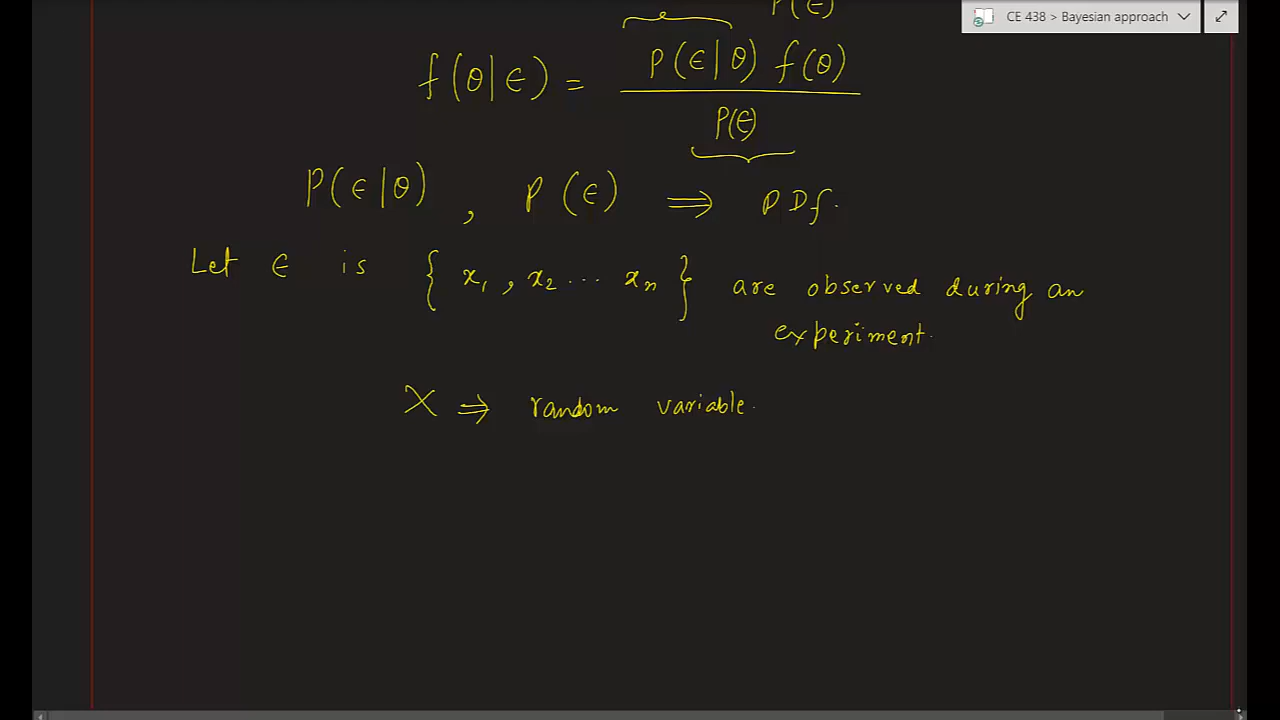 CE 438 > Bayesian approach
P(ϵ)
f(θ|ϵ) = P(ϵ|θ) f(θ)
P(ϵ)
P(ϵ|θ) , P(ϵ) ⟹ PDf.
Let ϵ is { x₁ , x₂ ... xₙ } are observed during an
experiment.
X ⇒ random variable.